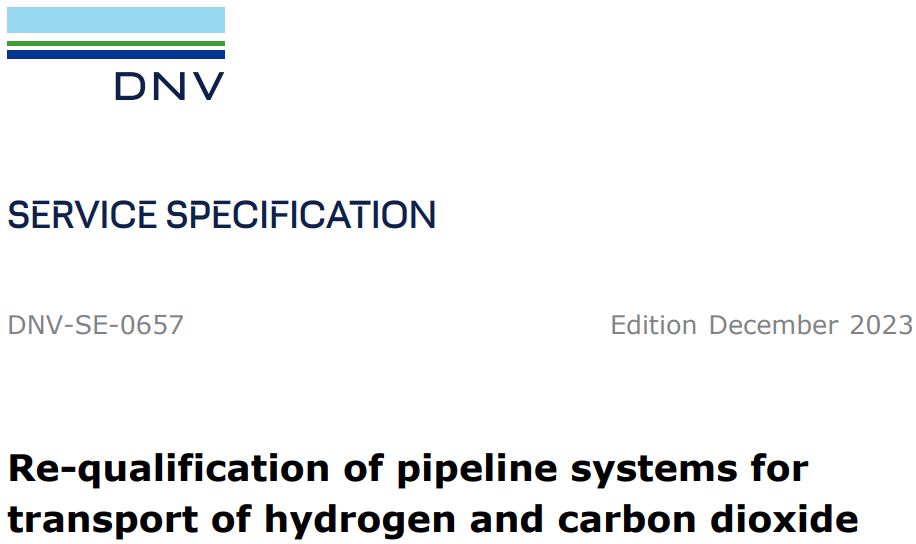 DNV
SERVICE SPECIFICATION
DNV-SE-0657 Edition December 2023
Re-qualification of pipeline systems for
transport of hydrogen and carbon dioxide